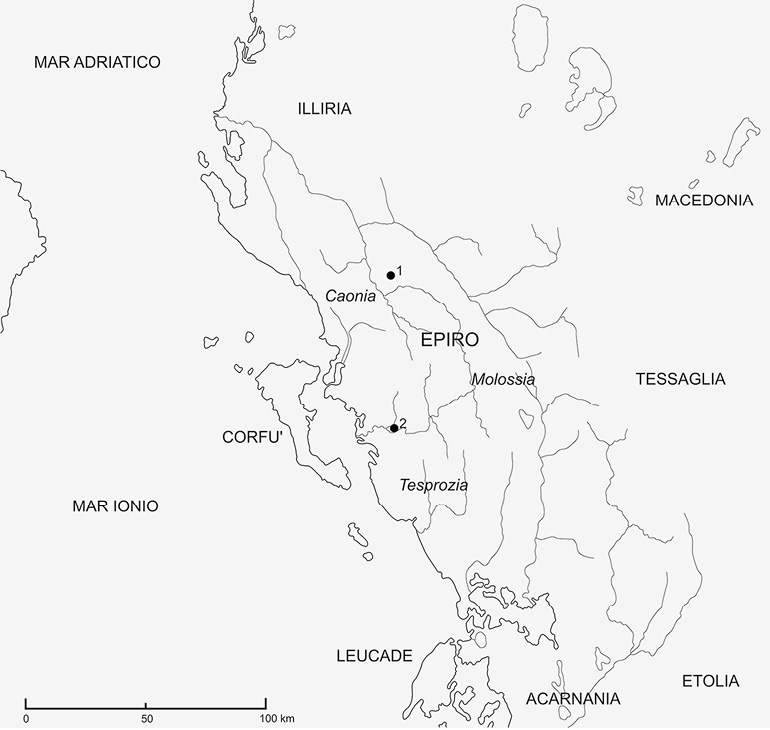 MAR ADRIATICO
ILLIRIA
MACEDONIA
1
Caonia
EPIRO
Molossia
TESSAGLIA
2
CORFU'
Tesprozia
MAR IONIO
LEUCADE
ETOLIA
ACARNANIA
0 50 100 km